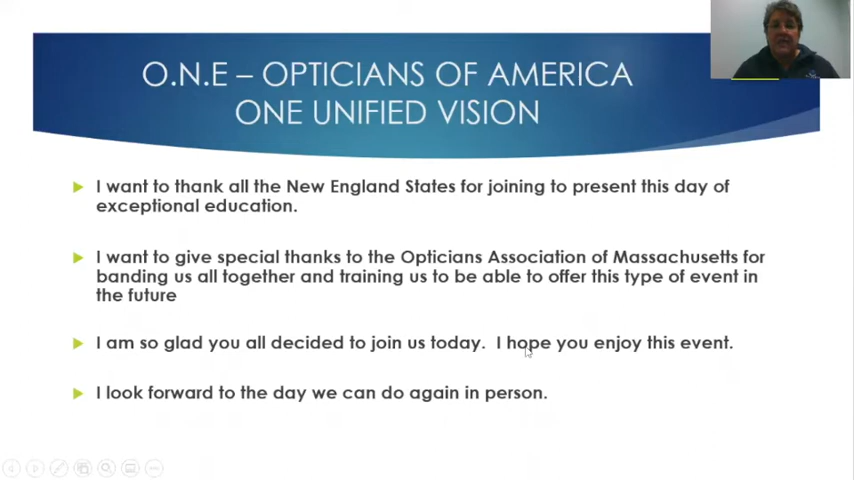 O.N.E – OPTICIANS OF AMERICA
ONE UNIFIED VISION
I want to thank all the New England States for joining to present this day of
exceptional education.
I want to give special thanks to the Opticians Association of Massachusetts for
banding us all together and training us to be able to offer this type of event in
the future
I am so glad you all decided to join us today.  I hope you enjoy this event.
I look forward to the day we can do again in person.